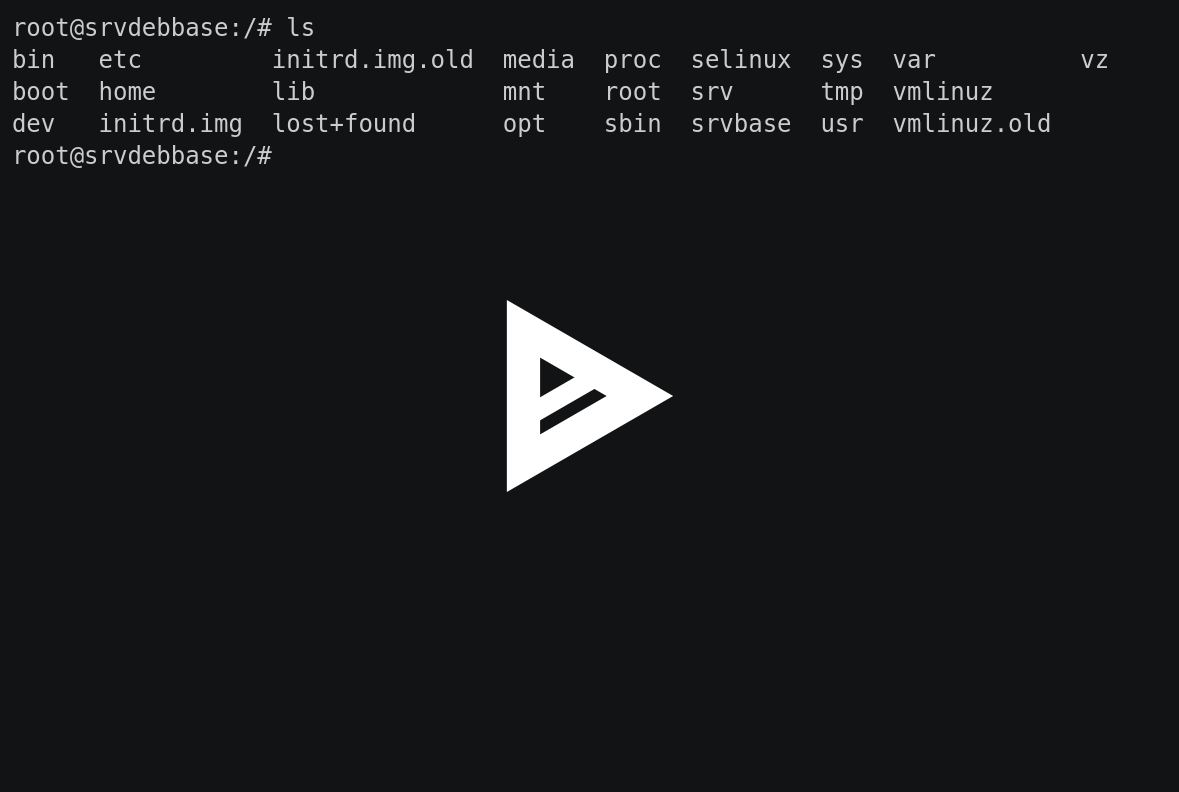 root@srvdebbase:/# ls
bin   etc         initrd.img.old  media  proc  selinux  sys  var          vz
boot  home        lib             mnt    root  srv      tmp  vmlinuz
dev   initrd.img  lost+found      opt    sbin  srvbase  usr  vmlinuz.old
root@srvdebbase:/#